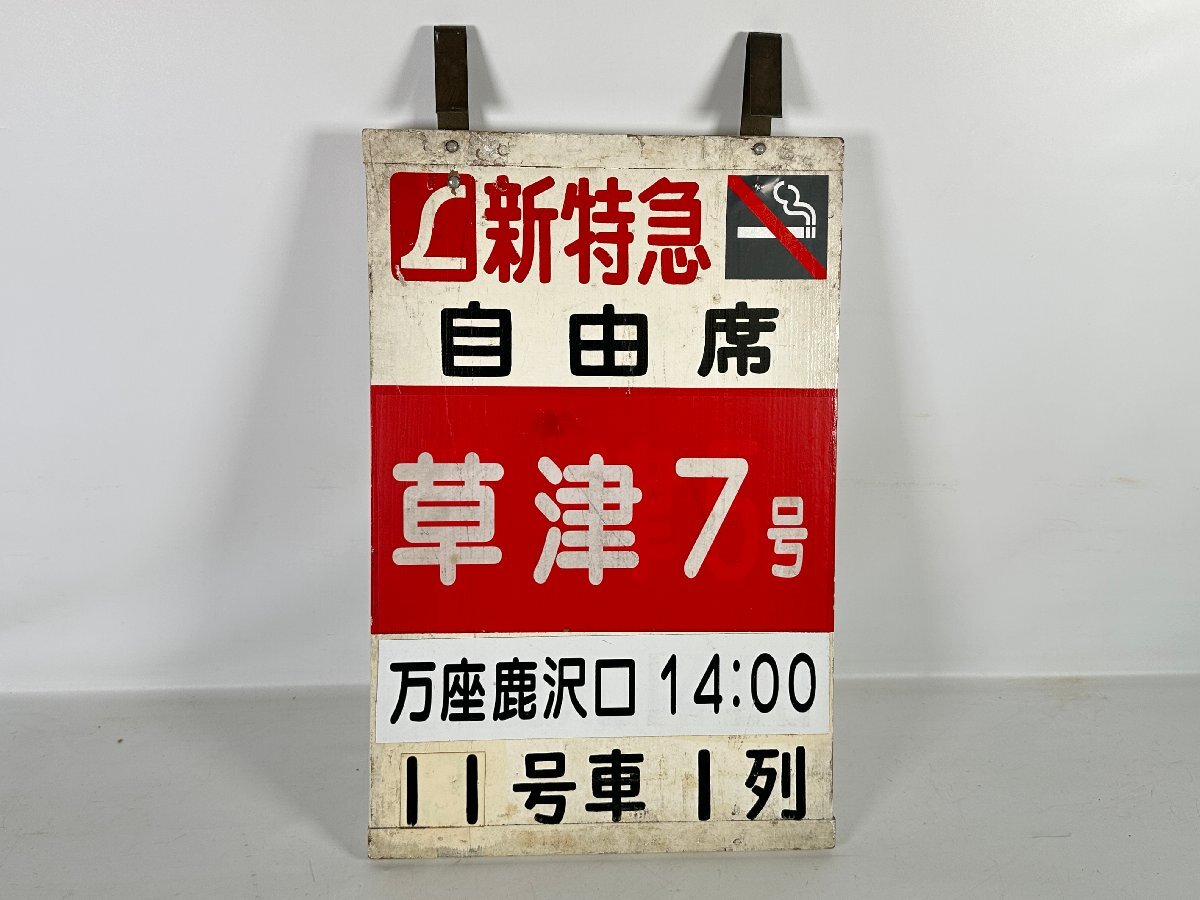 新特急
自由席
草津7号
万座鹿沢口 14:00
11号車 1列